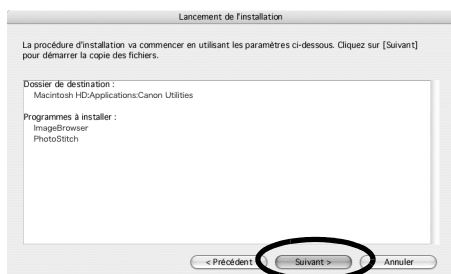 Lancement de l'installation
La procédure d'installation va commencer en utilisant les paramètres ci-dessous. Cliquez sur [Suivant]
pour démarrer la copie des fichiers.
Dossier de destination :
Macintosh HD:Applications:Canon Utilities
Programmes à installer :
ImageBrowser
PhotoStitch
< Précédent Suivant > Annuler